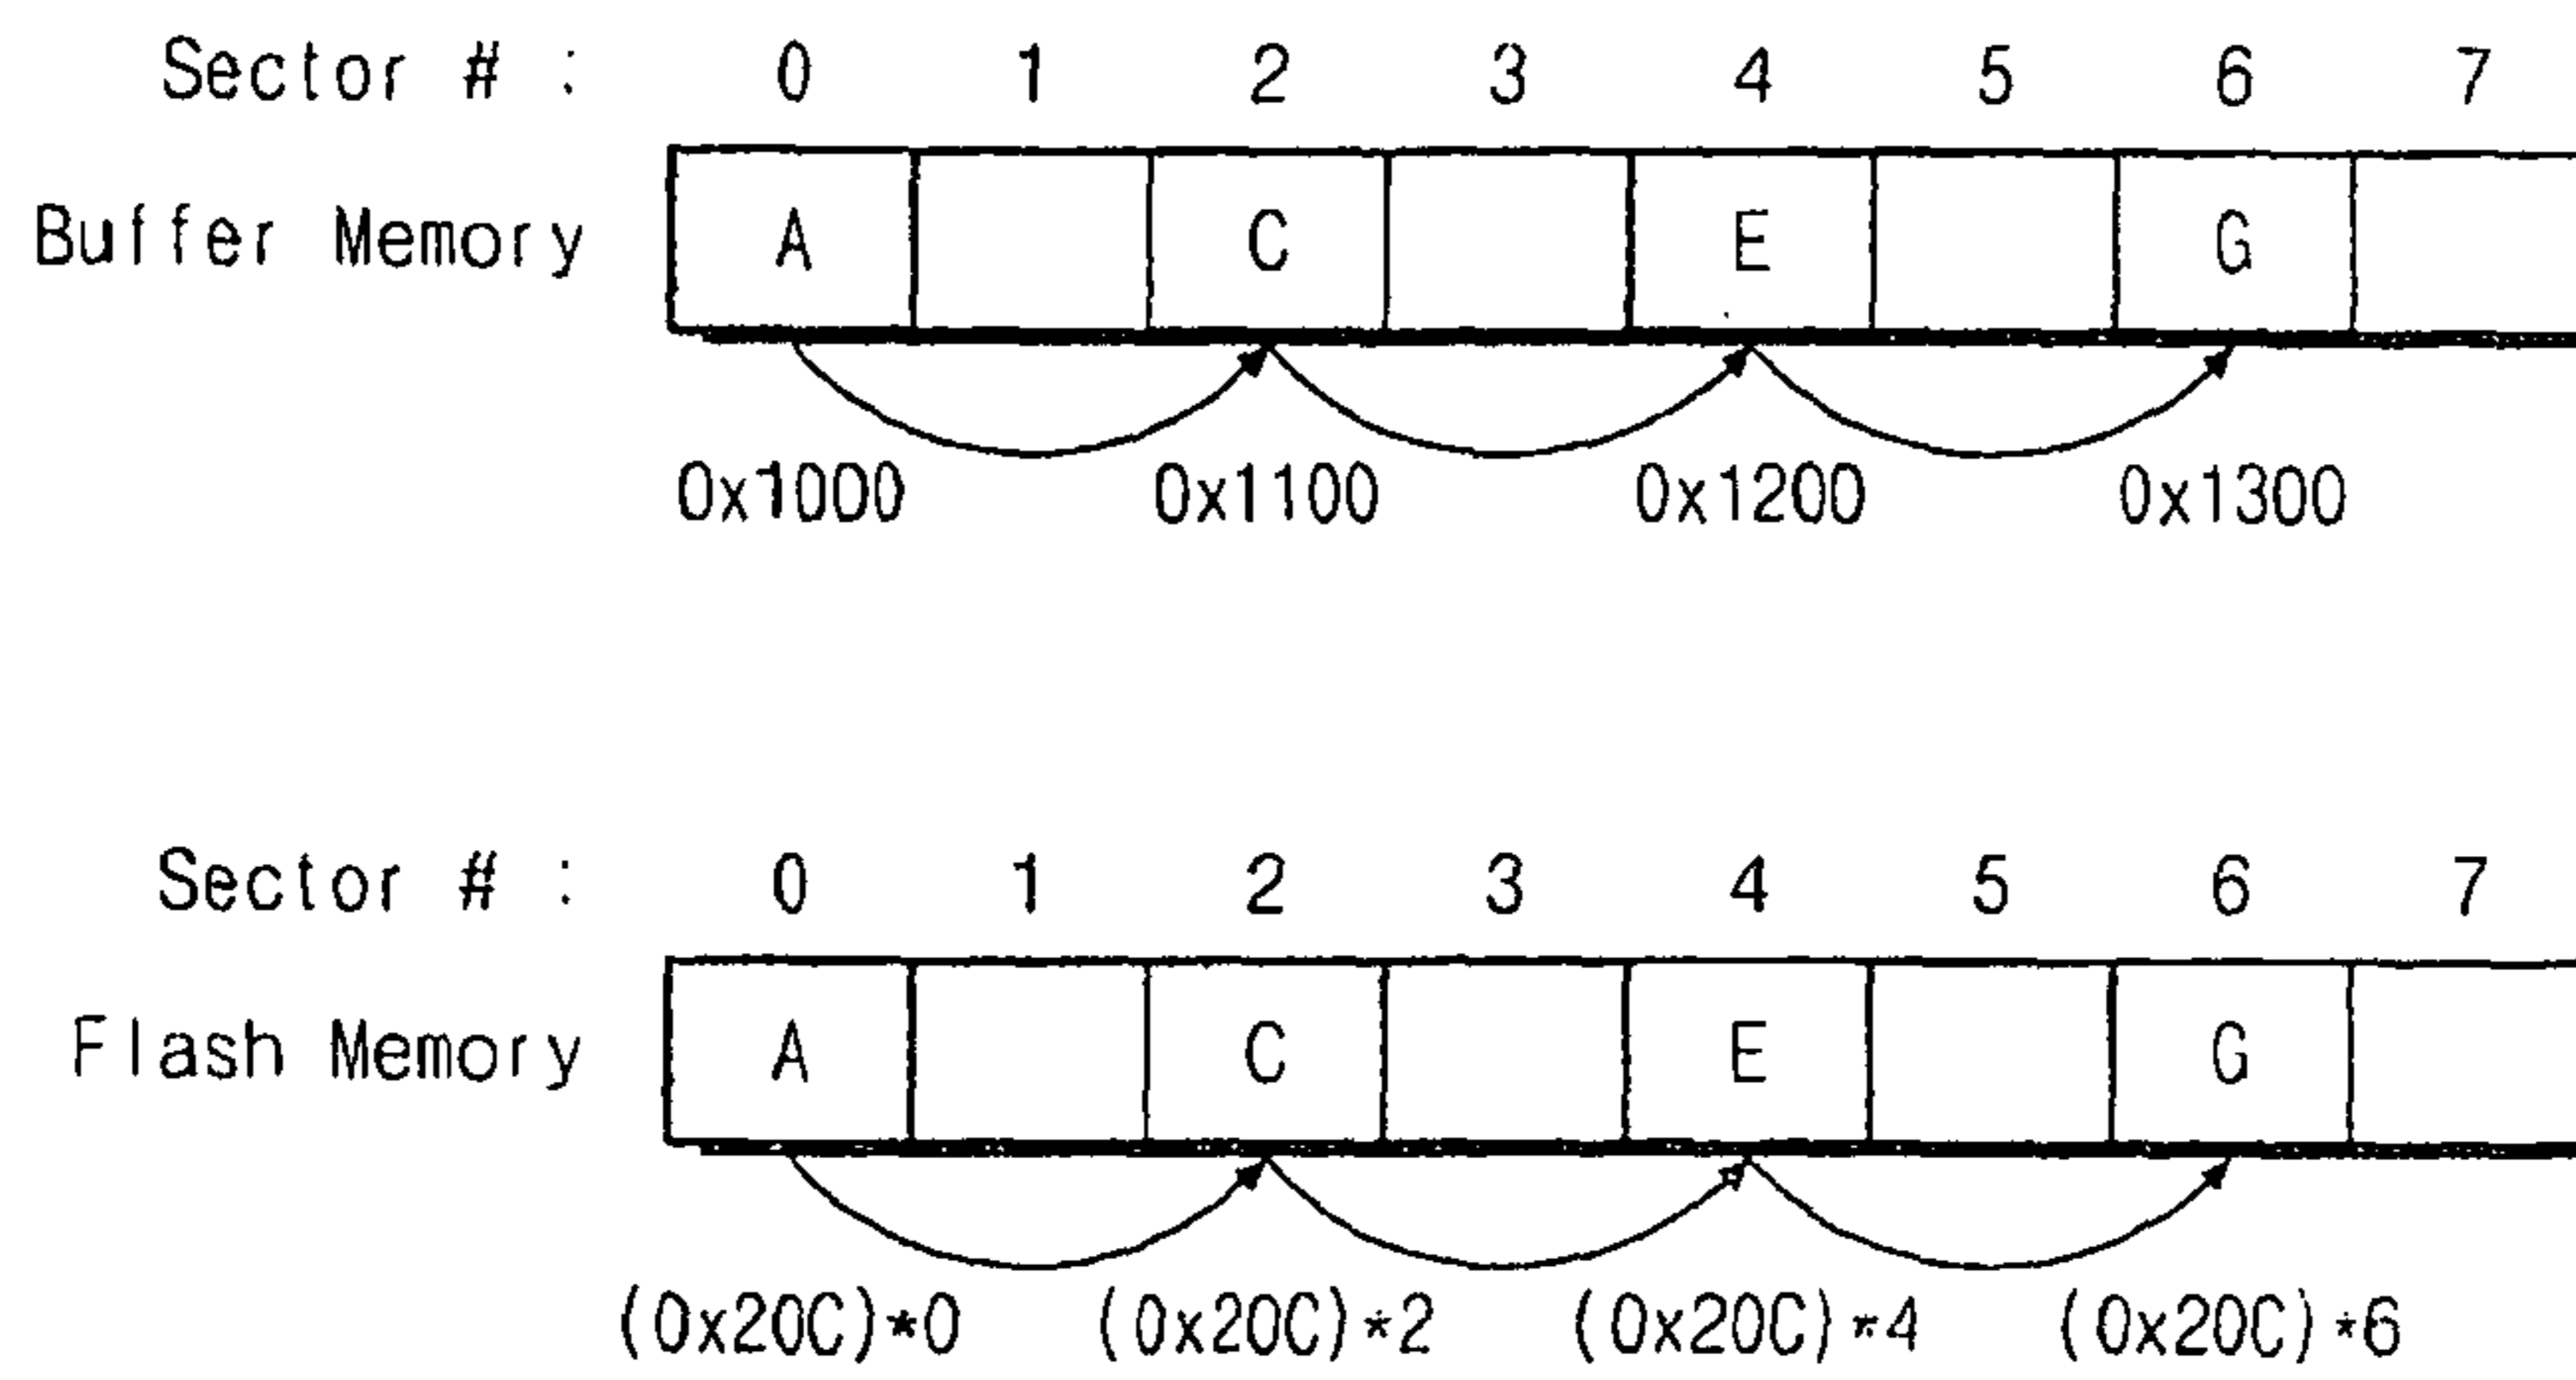 Sector # : 0 1 2 3 4 5 6 7
Buffer Memory A C E G
0x1000 0x1100 0x1200 0x1300
Sector # : 0 1 2 3 4 5 6 7
Flash Memory A C E G
(0x20C)*0 (0x20C)*2 (0x20C)*4 (0x20C)*6